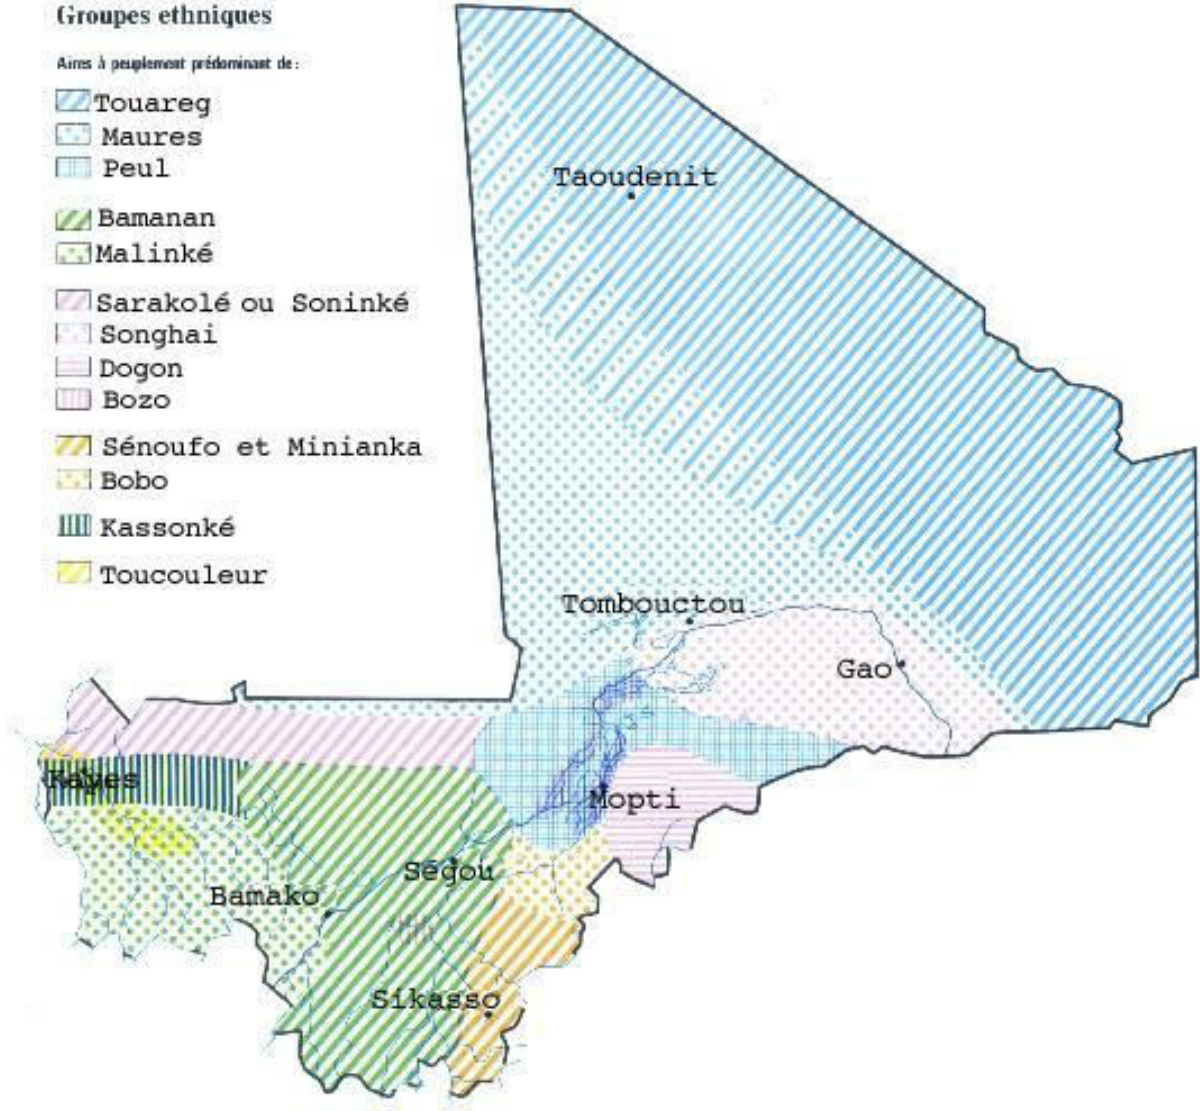 Groupes ethniques
Aires à peuplement prédominant de :
Touareg
Maures
Peul
Bamanan
Malinké
Sarakolé ou Soninké
Songhai
Dogon
Bozo
Sénoufo et Minianka
Bobo
Kassonké
Toucouleur
Taoudenit
Tombouctou
Gao
Kayes
Mopti
Ségou
Bamako
Sikasso